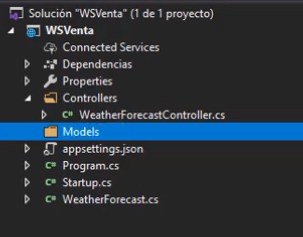 Solución "WSVenta" (1 de 1 proyecto)
WSVenta
Connected Services
Dependencias
Properties
Controllers
C# WeatherForecastController.cs
Models
appsettings.json
C# Program.cs
C# Startup.cs
C# WeatherForecast.cs